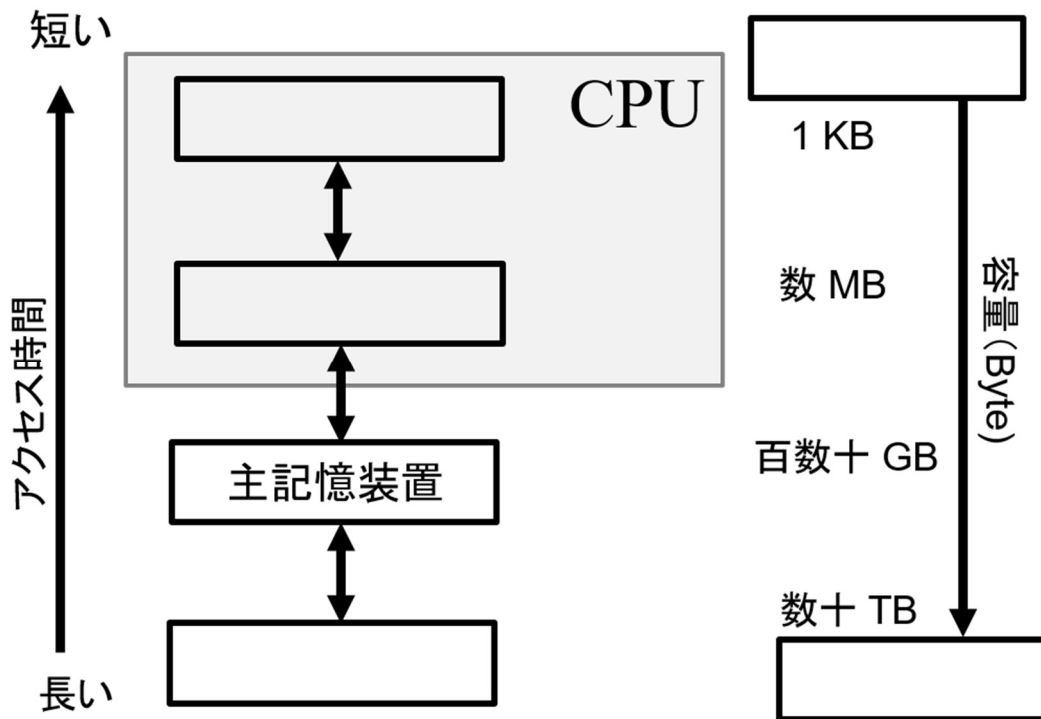 短い
CPU
1 KB
数 MB
アクセス時間
容量(Byte)
百数十 GB
主記憶装置
数十 TB
長い